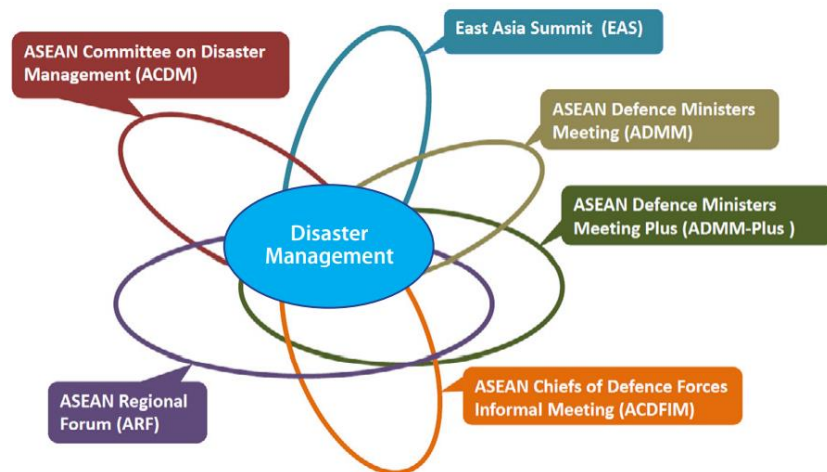 East Asia Summit (EAS)
ASEAN Committee on Disaster
Management (ACDM)
ASEAN Defence Ministers
Meeting (ADMM)
ASEAN Defence Ministers
Meeting Plus (ADMM-Plus )
Disaster
Management
ASEAN Chiefs of Defence Forces
Informal Meeting (ACDFIM)
ASEAN Regional
Forum (ARF)